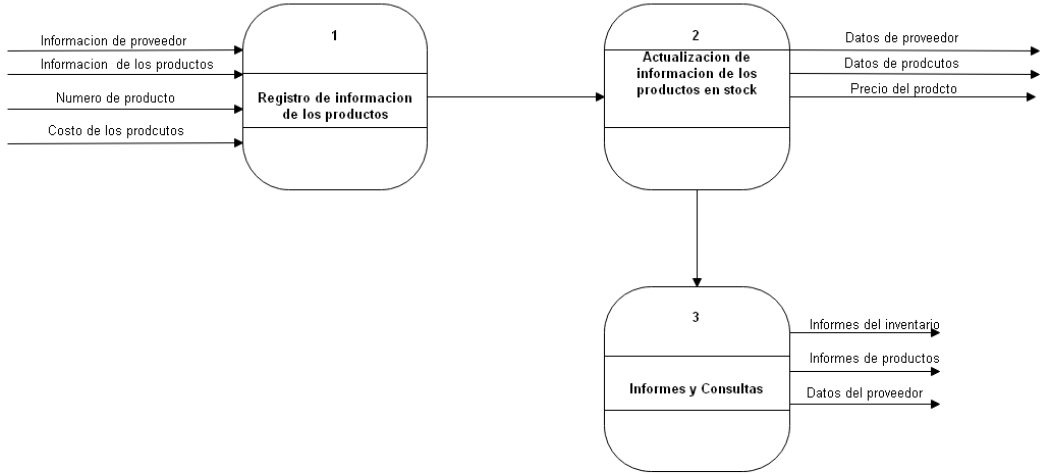 Informacion de proveedor
Informacion de los productos
Numero de producto
Costo de los prodcutos
1
Registro de informacion
de los productos
2
Actualizacion de
informacion de los
productos en stock
Datos de proveedor
Datos de prodcutos
Precio del prodcto
3
Informes y Consultas
Informes del inventario
Informes de productos
Datos del proveedor